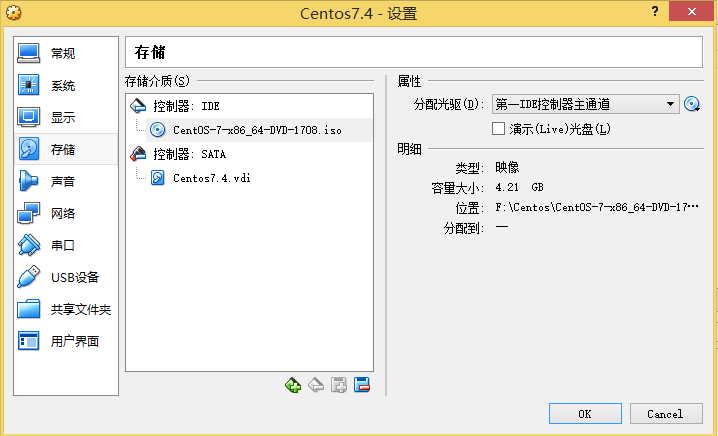 Centos7.4 - 设置
?
常规
系统
显示
存储
声音
网络
串口
USB设备
共享文件夹
用户界面
存储
存储介质(S)
控制器: IDE
CentOS-7-x86_64-DVD-1708.iso
控制器: SATA
Centos7.4.vdi
属性
分配光驱(D): 第一IDE控制器主通道
演示(Live)光盘(L)
明细
类型: 映像
容量大小: 4.21 GB
位置: F:\Centos\CentOS-7-x86_64-DVD-17…
分配到: —
OK Cancel